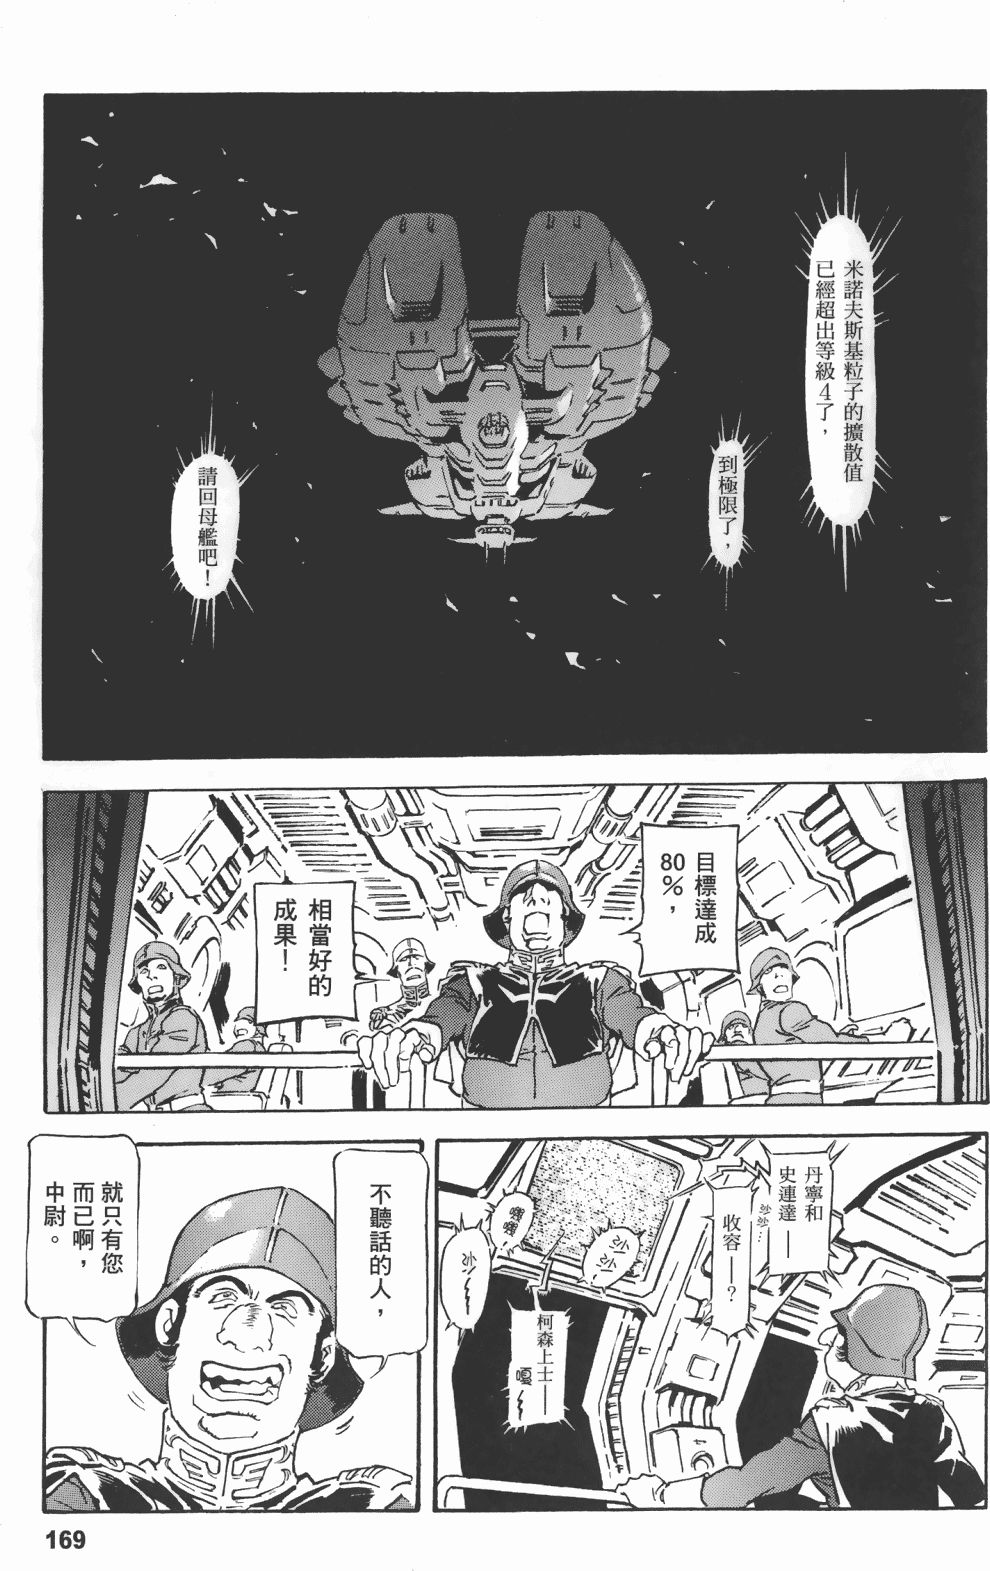 米諾夫斯基粒子的擴散值
已經超出等級4了，
到極限了，
請回母艦吧！
目標達成
80%，
相當好的
成果！
丹寧和
史連達——
沙沙…
收容——？
沙～
嘰嘰
沙～
柯森上士——
嘎～
不聽話的人，
就只有您
而已啊，
中尉。
169